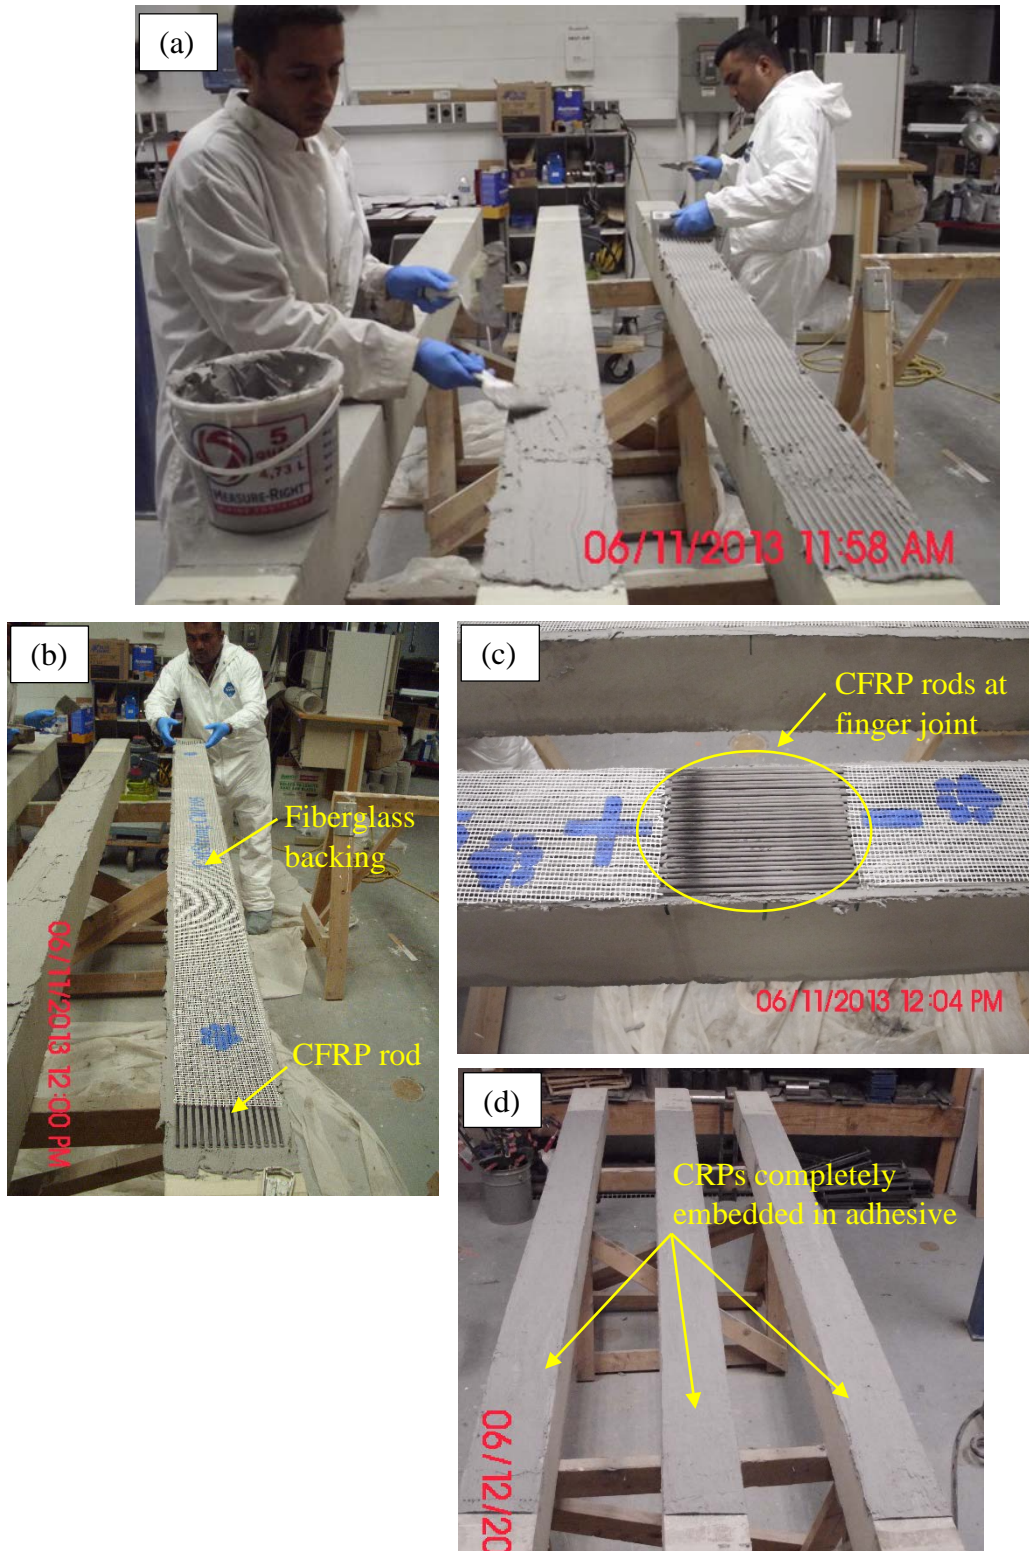 (a)
5
4,73 L
MEASURE-RIGHT
06/11/2013 11:58 AM
(b)
Fiberglass
backing
CFRP rod
06/11/2013 12:00 PM
(c)
CFRP rods at
finger joint
06/11/2013 12:04 PM
(d)
CRPs completely
embedded in adhesive
06/12/20